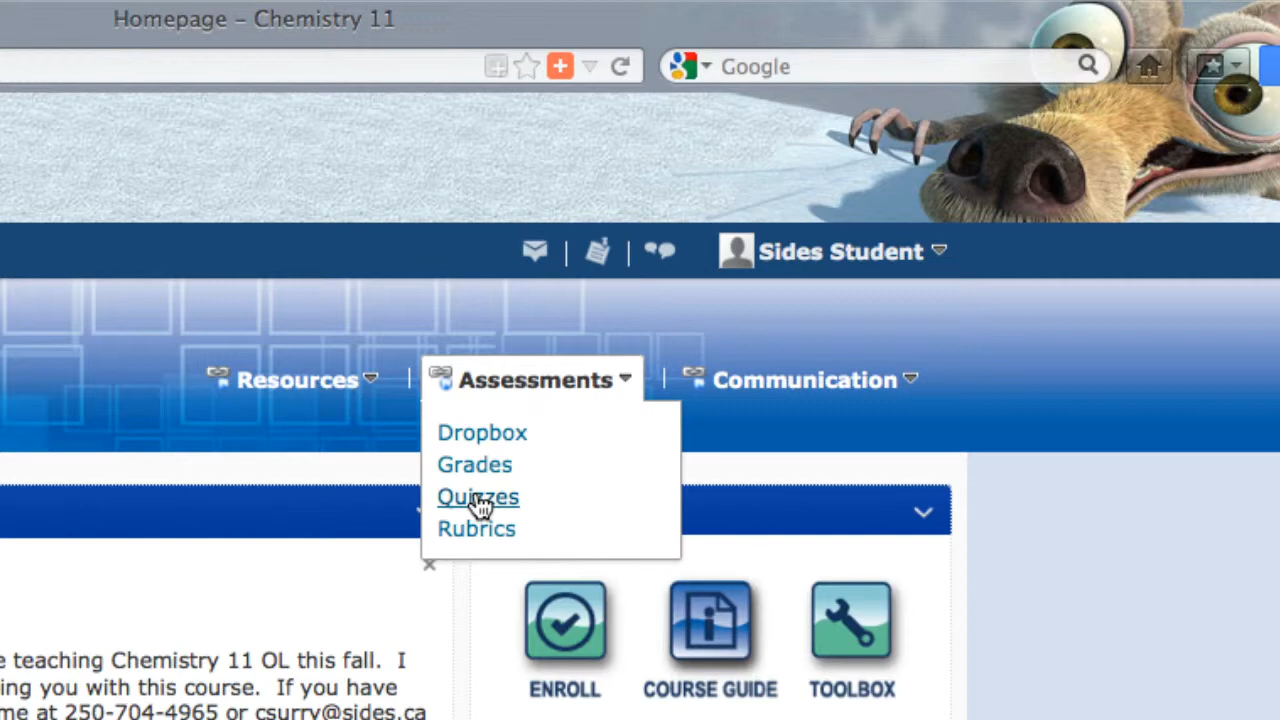 Homepage – Chemistry 11
Google
Sides Student
Resources
Assessments
Communication
Dropbox
Grades
Quizzes
Rubrics
ENROLL
COURSE GUIDE
TOOLBOX
e teaching Chemistry 11 OL this fall. I
ing you with this course. If you have
me at 250-704-4965 or csurry@sides.ca